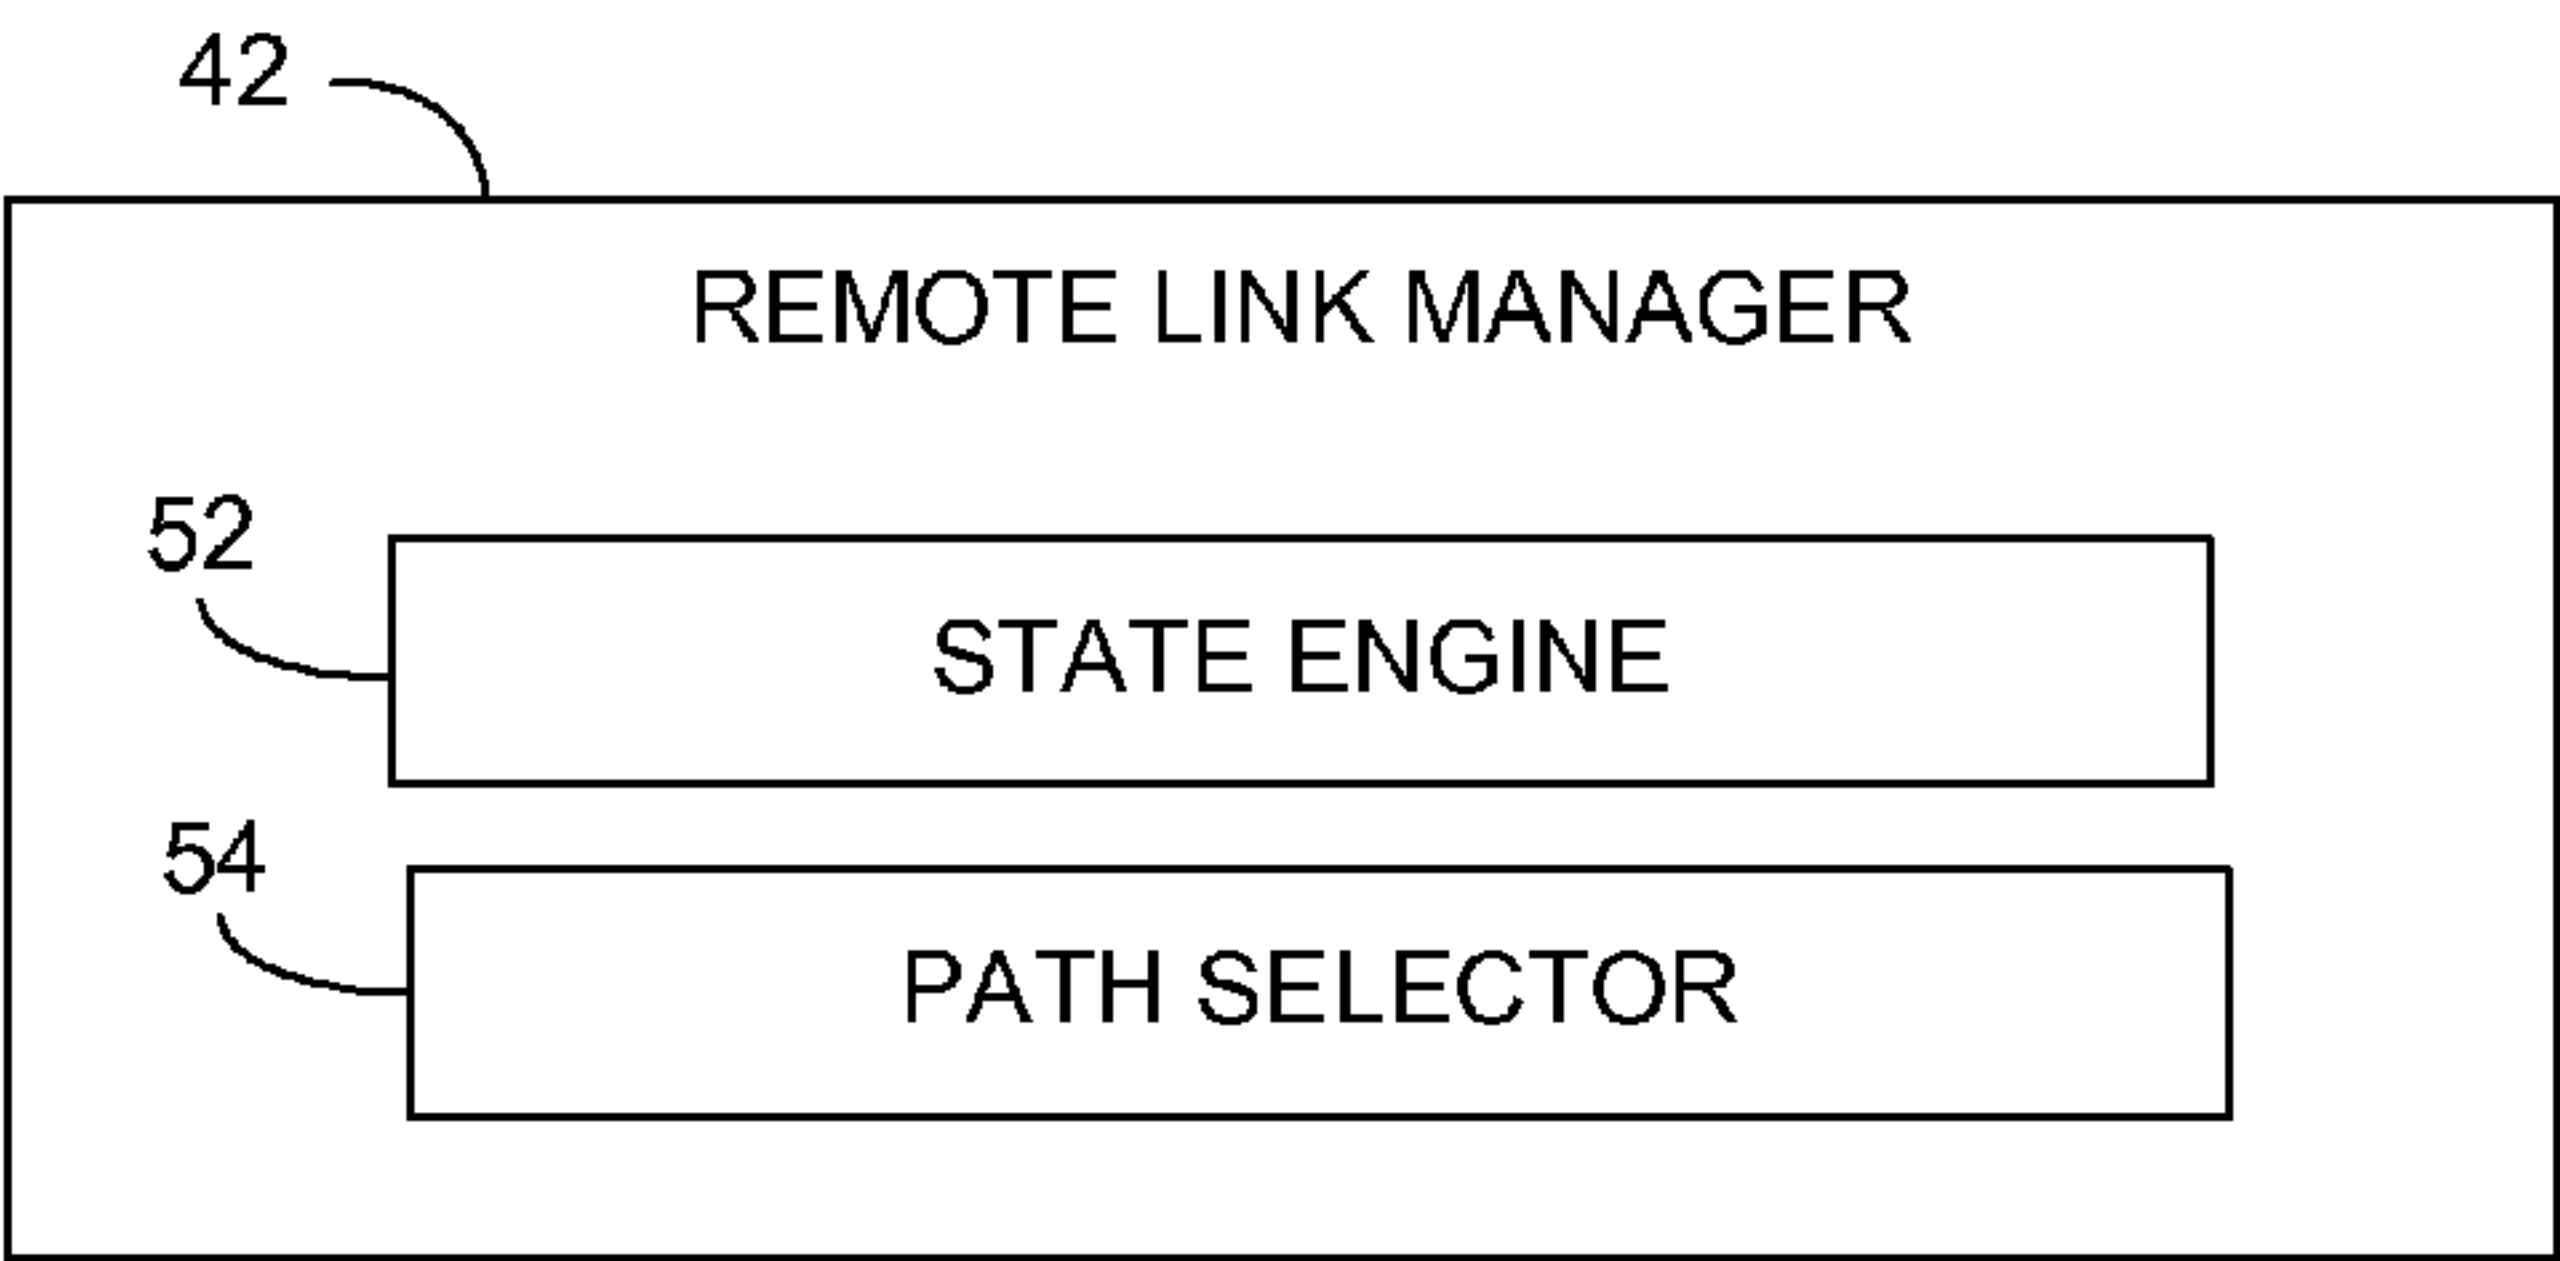 42
REMOTE LINK MANAGER
52
STATE ENGINE
54
PATH SELECTOR